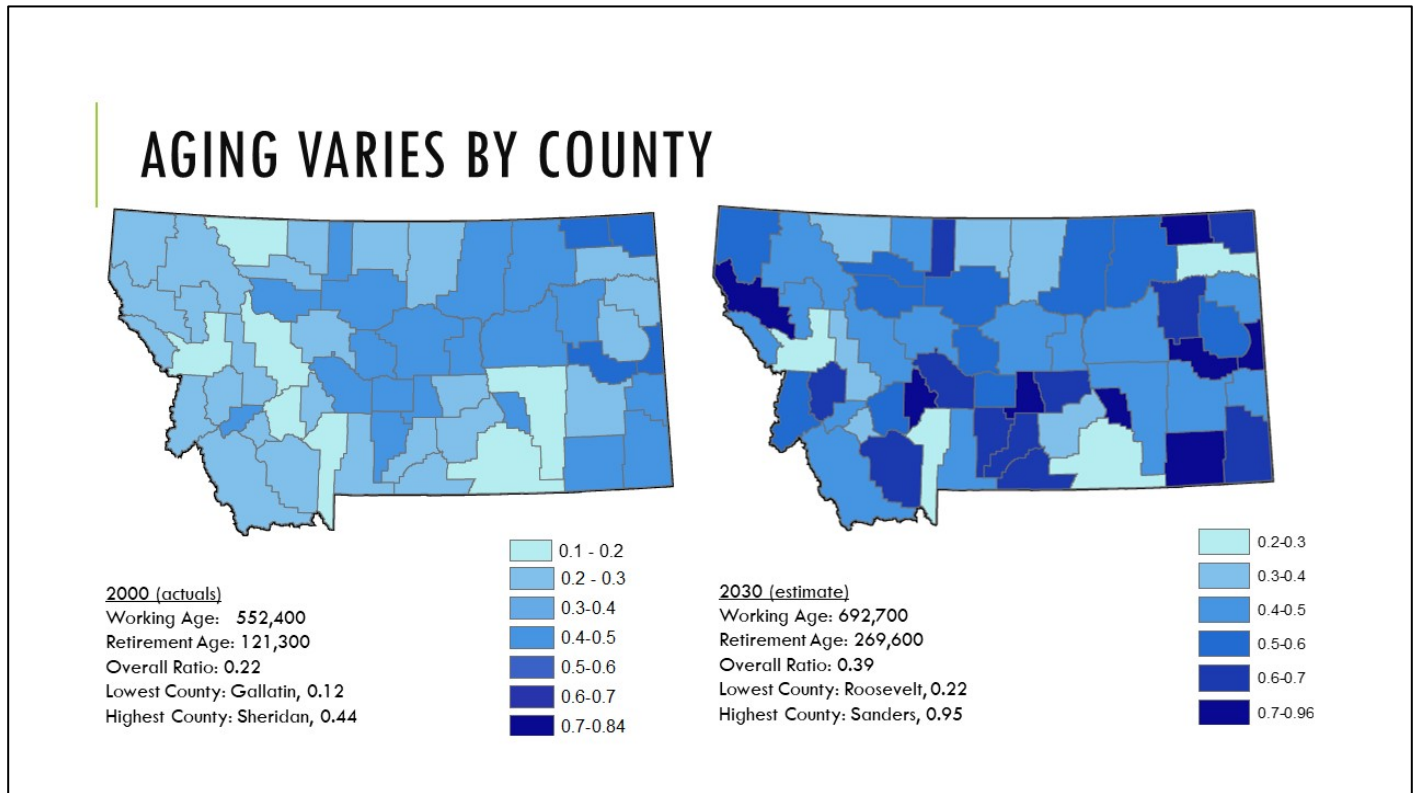 AGING VARIES BY COUNTY
2000 (actuals)
Working Age: 552,400
Retirement Age: 121,300
Overall Ratio: 0.22
Lowest County: Gallatin, 0.12
Highest County: Sheridan, 0.44
0.1 - 0.2
0.2 - 0.3
0.3-0.4
0.4-0.5
0.5-0.6
0.6-0.7
0.7-0.84
2030 (estimate)
Working Age: 692,700
Retirement Age: 269,600
Overall Ratio: 0.39
Lowest County: Roosevelt, 0.22
Highest County: Sanders, 0.95
0.2-0.3
0.3-0.4
0.4-0.5
0.5-0.6
0.6-0.7
0.7-0.96